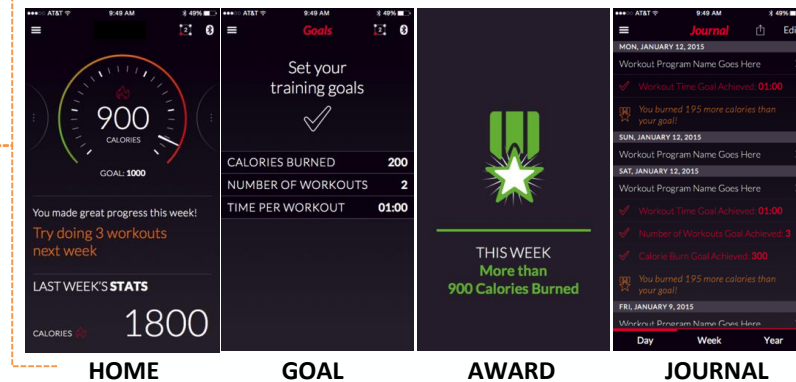 AT&T 9:49 AM 49%
2
900
CALORIES
GOAL: 1000
You made great progress this week!
Try doing 3 workouts
next week
LAST WEEK'S STATS
CALORIES 1800
HOME
AT&T 9:49 AM 49%
Goals 2
Set your
training goals
CALORIES BURNED 200
NUMBER OF WORKOUTS 2
TIME PER WORKOUT 01:00
GOAL
THIS WEEK
More than
900 Calories Burned
AWARD
AT&T 9:49 AM 49%
Journal Edi
MON, JANUARY 12, 2015
Workout Program Name Goes Here
Workout Time Goal Achieved: 01:00
You burned 195 more calories than
your goal!
SUN, JANUARY 12, 2015
Workout Program Name Goes Here
SAT, JANUARY 12, 2015
Workout Program Name Goes Here
Workout Time Goal Achieved: 01:00
Number of Workouts Goal Achieved: 3
Calorie Burn Goal Achieved: 300
You burned 195 more calories than
your goal!
FRI, JANUARY 9, 2015
Workout Program Name Goes Here
Day Week Year
JOURNAL